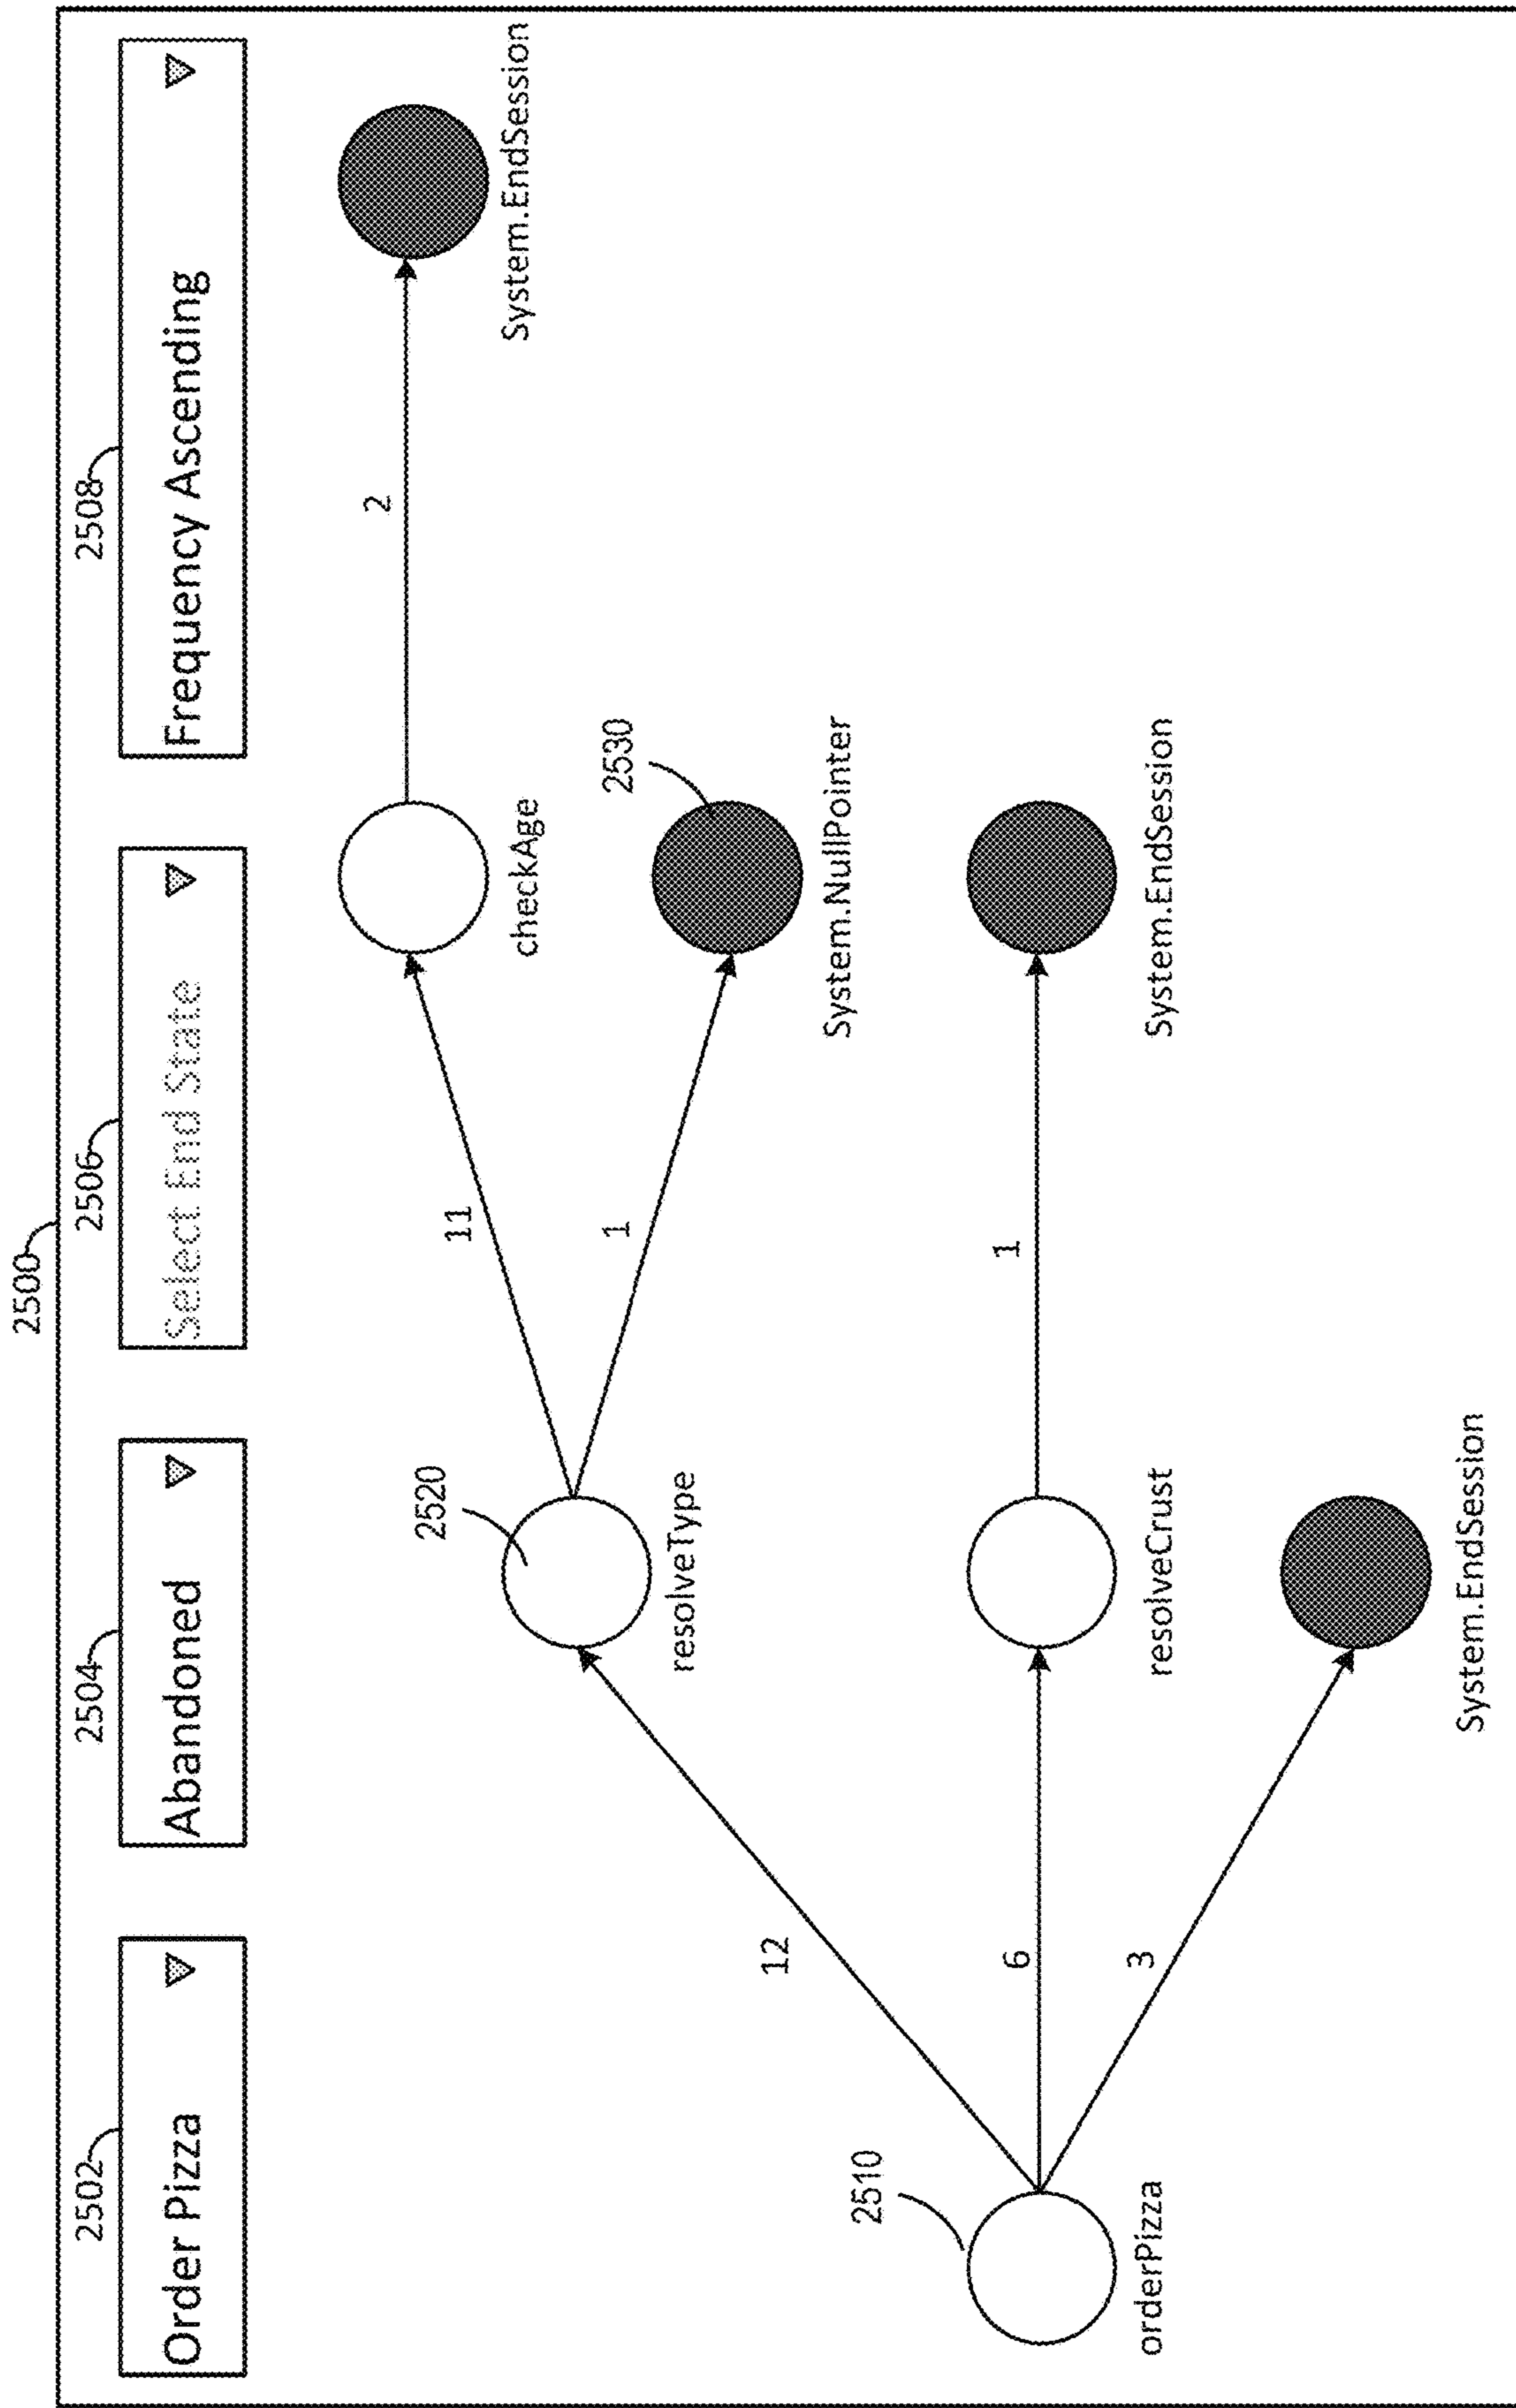 2500
2502
2504
2506
2508
Order Pizza
Abandoned
Select End State
Frequency Ascending
2
System.EndSession
checkAge
11
2520
2530
1
resolveType
System.NullPointer
12
2510
6
1
3
orderPizza
resolveCrust
System.EndSession
System.EndSession